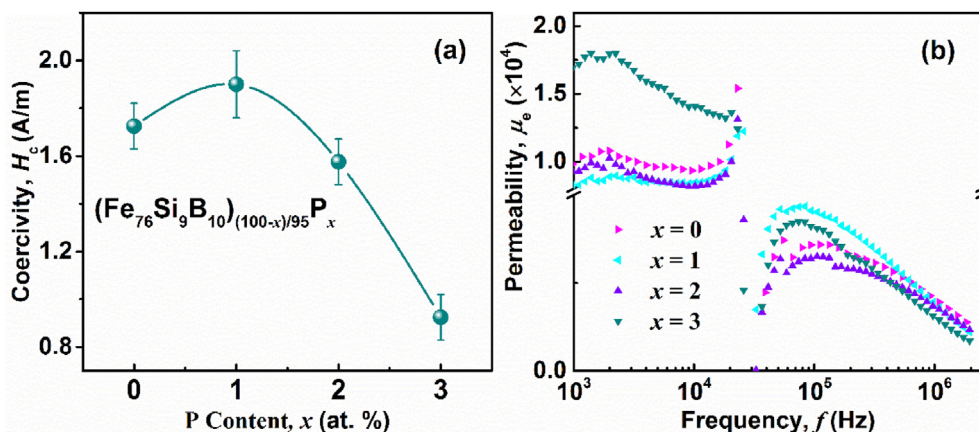 (a)
Coercivity, H_c (A/m)
2.0
1.6
1.2
0.8
(Fe₇₆Si₉B₁₀)₍₁₀₀₋ₓ₎/₉₅Pₓ
0 1 2 3
P Content, x (at. %)
(b)
Permeability, μₑ (×10⁴)
2.0
1.5
1.0
0.0
x = 0
x = 1
x = 2
x = 3
10³ 10⁴ 10⁵ 10⁶
Frequency, f (Hz)